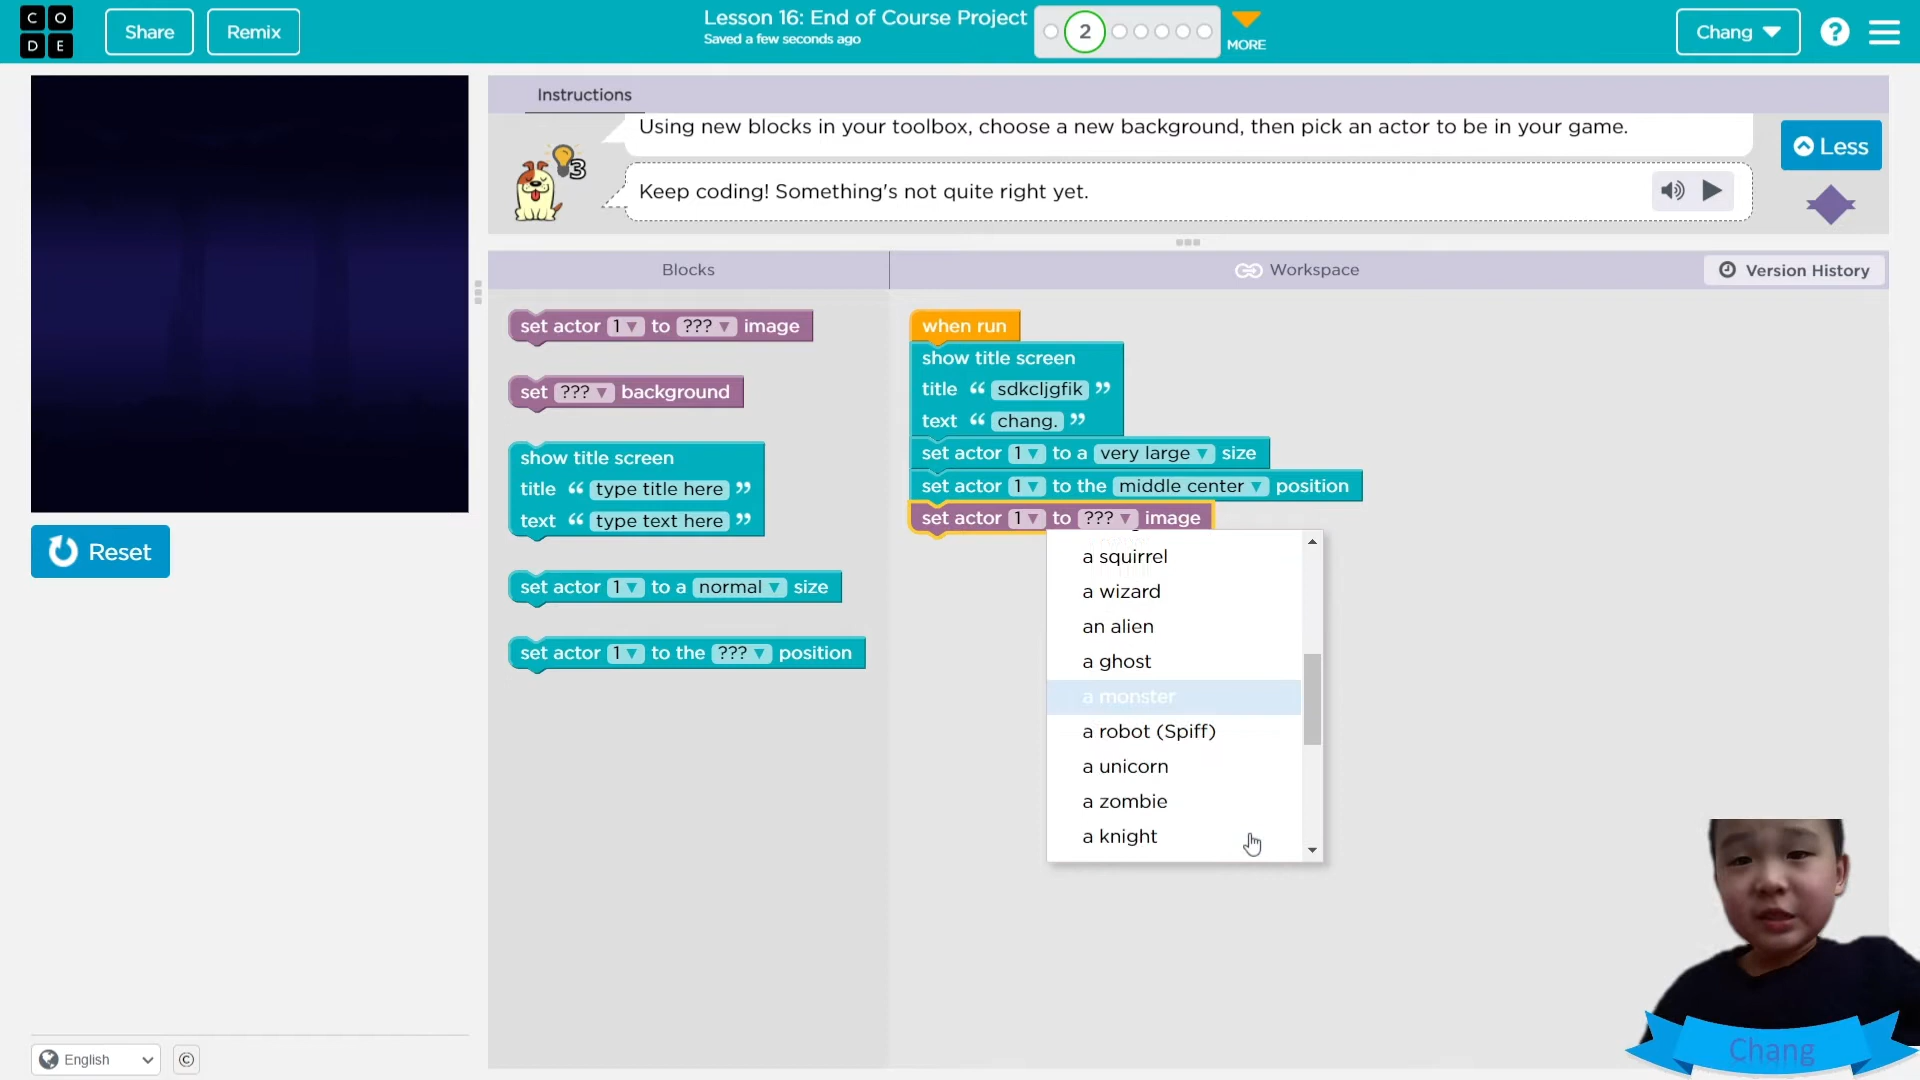 C O
D E
Share
Remix
Lesson 16: End of Course Project
Saved a few seconds ago
2
MORE
Chang
?
Instructions
Using new blocks in your toolbox, choose a new background, then pick an actor to be in your game.
3
Keep coding! Something's not quite right yet.
Less
Blocks
Workspace
Version History
set actor 1 to ??? image
set ??? background
show title screen
title “ type title here ”
text “ type text here ”
set actor 1 to a normal size
set actor 1 to the ??? position
when run
show title screen
title “ sdkcljgfik ”
text “ chang. ”
set actor 1 to a very large size
set actor 1 to the middle center position
set actor 1 to ??? image
a squirrel
a wizard
an alien
a ghost
a monster
a robot (Spiff)
a unicorn
a zombie
a knight
Reset
English
©
Chang